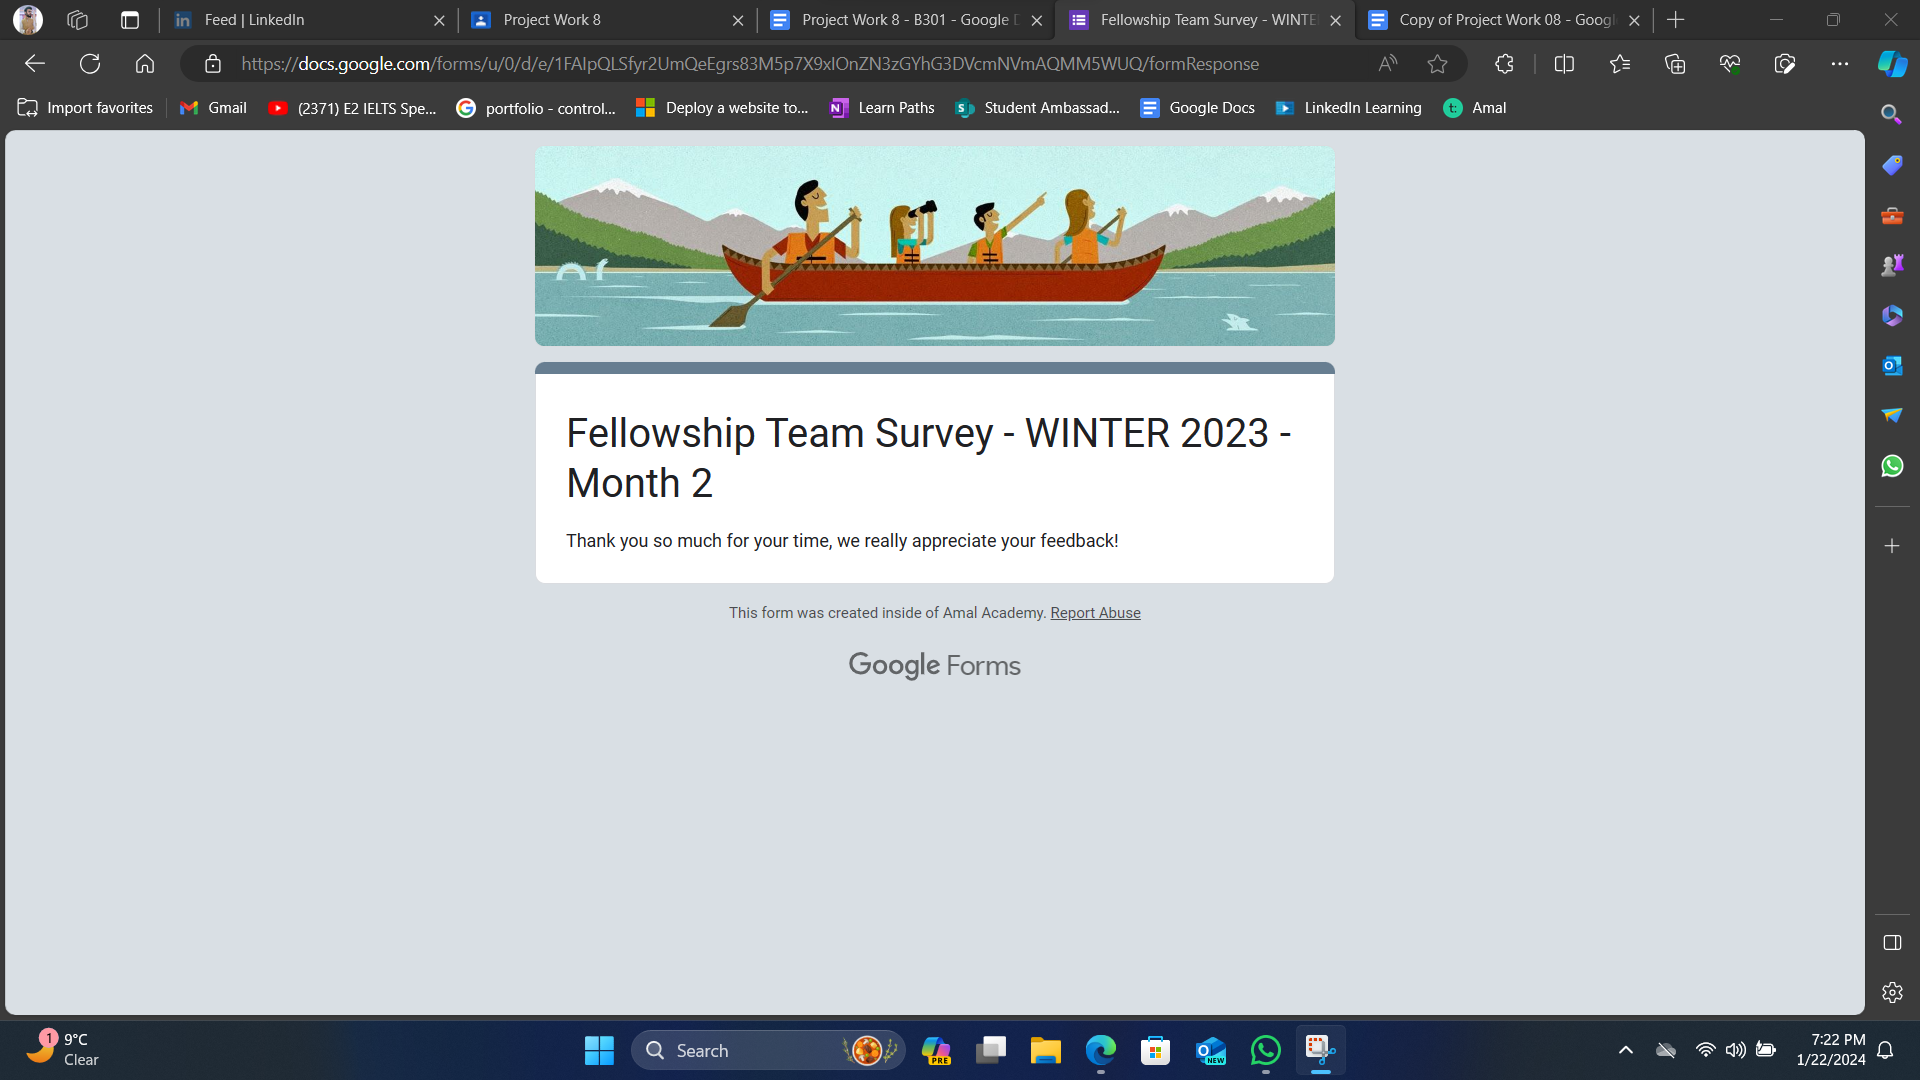 Feed | LinkedIn
Project Work 8
Project Work 8 - B301 - Google
Fellowship Team Survey - WINTE
Copy of Project Work 08 - Googl
https://docs.google.com/forms/u/0/d/e/1FAIpQLSfyr2UmQeEgrs83M5p7X9xIOnZN3zGYhG3DVcmNVmAQMM5WUQ/formResponse
Import favorites
Gmail
(2371) E2 IELTS Spe...
portfolio - control...
Deploy a website to...
Learn Paths
Student Ambassad...
Google Docs
LinkedIn Learning
Amal
Fellowship Team Survey - WINTER 2023 -
Month 2
Thank you so much for your time, we really appreciate your feedback!
This form was created inside of Amal Academy. Report Abuse
Google Forms
1
9°C
Clear
Search
PRE
NEW
7:22 PM
1/22/2024